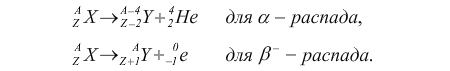 $^{A}_{Z}X \rightarrow ^{A-4}_{Z-2}Y + ^{4}_{2}He$ для α – распада,
$^{A}_{Z}X \rightarrow ^{A}_{Z+1}Y + ^{0}_{-1}e$ для β⁻ – распада.